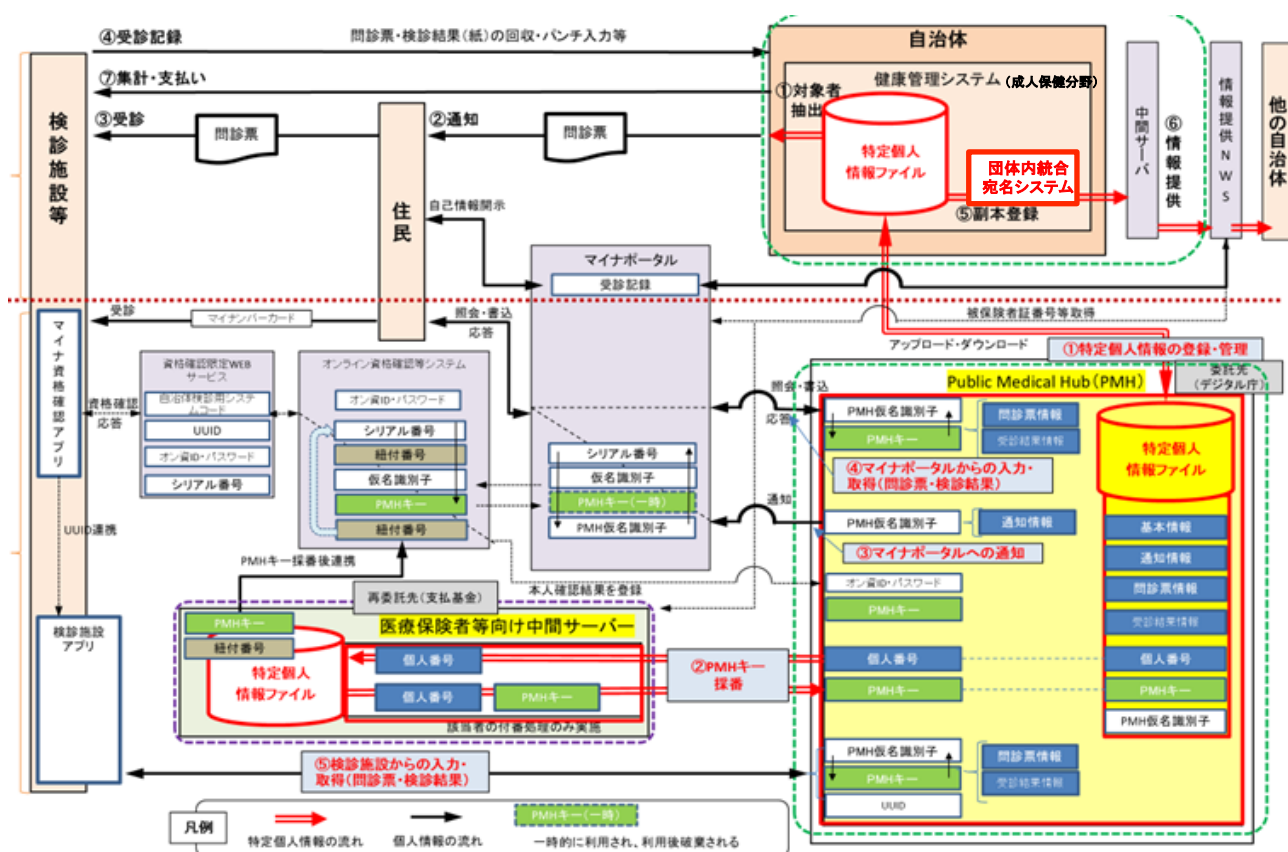 ④受診記録
問診票・検診結果(紙)の回収・パンチ入力等
⑦集計・支払い
③受診
問診票
②通知
問診票
検診施設等
住民
自己情報開示
自治体
健康管理システム(成人保健分野)
①対象者
抽出
特定個人
情報ファイル
団体内統合
宛名システム
⑤副本登録
中間サーバ
⑥情報提供
情報提供NWS
他の自治体
マイナポータル
受診記録
受診
マイナンバーカード
照会・書込
応答
被保険者証番号等取得
アップロード・ダウンロード
①特定個人情報の登録・管理
委託先
(デジタル庁)
マイナ資格確認アプリ
資格確認
応答
資格確認限定WEB
サービス
自治体検診用システム
コード
UUID
オン資ID・パスワード
シリアル番号
オンライン資格確認等システム
オン資ID・パスワード
シリアル番号
紐付番号
仮名識別子
PMHキー
紐付番号
シリアル番号
仮名識別子
PMHキー(一時)
PMH仮名識別子
照会・書込
応答
Public Medical Hub(PMH)
PMH仮名識別子
PMHキー
問診票情報
受診結果情報
④マイナポータルからの入力・
取得(問診票・検診結果)
通知
PMH仮名識別子
通知情報
③マイナポータルへの通知
オン資ID・パスワード
PMHキー
個人番号
PMHキー
特定個人
情報ファイル
基本情報
通知情報
問診票情報
受診結果情報
個人番号
PMHキー
PMH仮名識別子
UUID連携
PMHキー採番後連携
本人確認結果を登録
再委託先(支払基金)
医療保険者等向け中間サーバー
PMHキー
紐付番号
特定個人
情報ファイル
個人番号
個人番号
PMHキー
該当者の付番処理のみ実施
②PMHキー
採番
検診施設
アプリ
⑤検診施設からの入力・
取得(問診票・検診結果)
PMH仮名識別子
PMHキー
UUID
問診票情報
受診結果情報
凡例
特定個人情報の流れ
個人情報の流れ
PMHキー(一時)
一時的に利用され、利用後破棄される